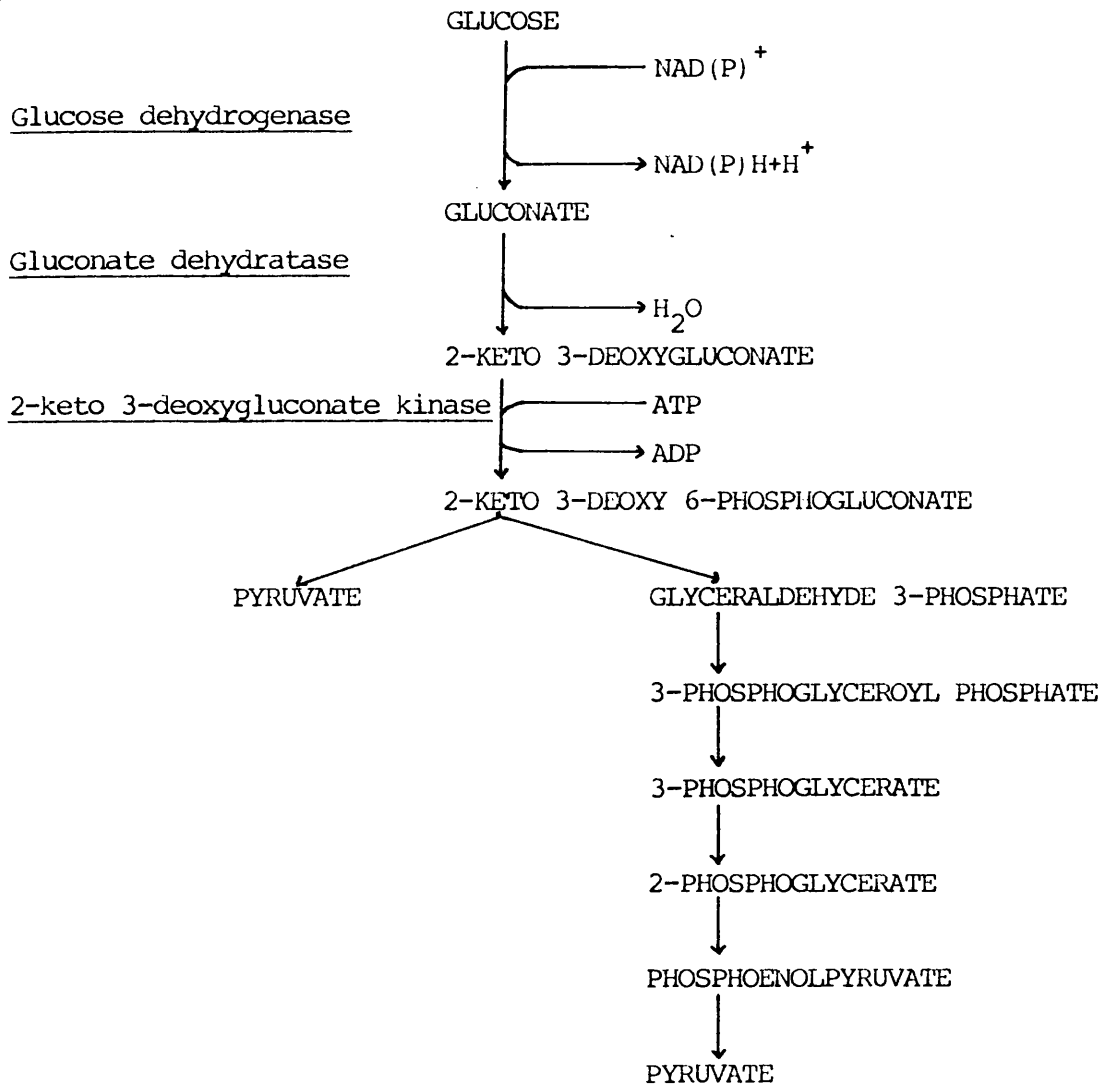 GLUCOSE
NAD(P)+
Glucose dehydrogenase
NAD(P)H+H+
GLUCONATE
Gluconate dehydratase
H2O
2-KETO 3-DEOXYGLUCONATE
2-keto 3-deoxygluconate kinase
ATP
ADP
2-KETO 3-DEOXY 6-PHOSPHOGLUCONATE
PYRUVATE
GLYCERALDEHYDE 3-PHOSPHATE
3-PHOSPHOGLYCEROYL PHOSPHATE
3-PHOSPHOGLYCERATE
2-PHOSPHOGLYCERATE
PHOSPHOENOLPYRUVATE
PYRUVATE